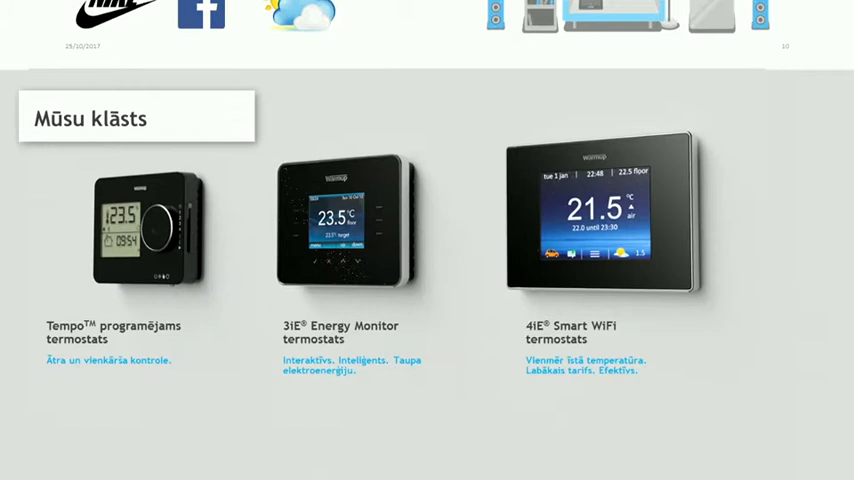 NIKE
f
25/10/2017
10
Mūsu klāsts
23.5
09:54
Warmup
23.5°C
floor
23.5° target
Warmup
tue 1 jan | 22:48 | 22.5 floor
21.5 °C
air
22.0 until 23:30
1.5
Tempo™ programējams
termostats
Ātra un vienkārša kontrole.
3iE® Energy Monitor
termostats
Interaktīvs. Inteliģents. Taupa
elektroenerģiju.
4iE® Smart WiFi
termostats
Vienmēr īstā temperatūra.
Labākais tarifs. Efektīvs.